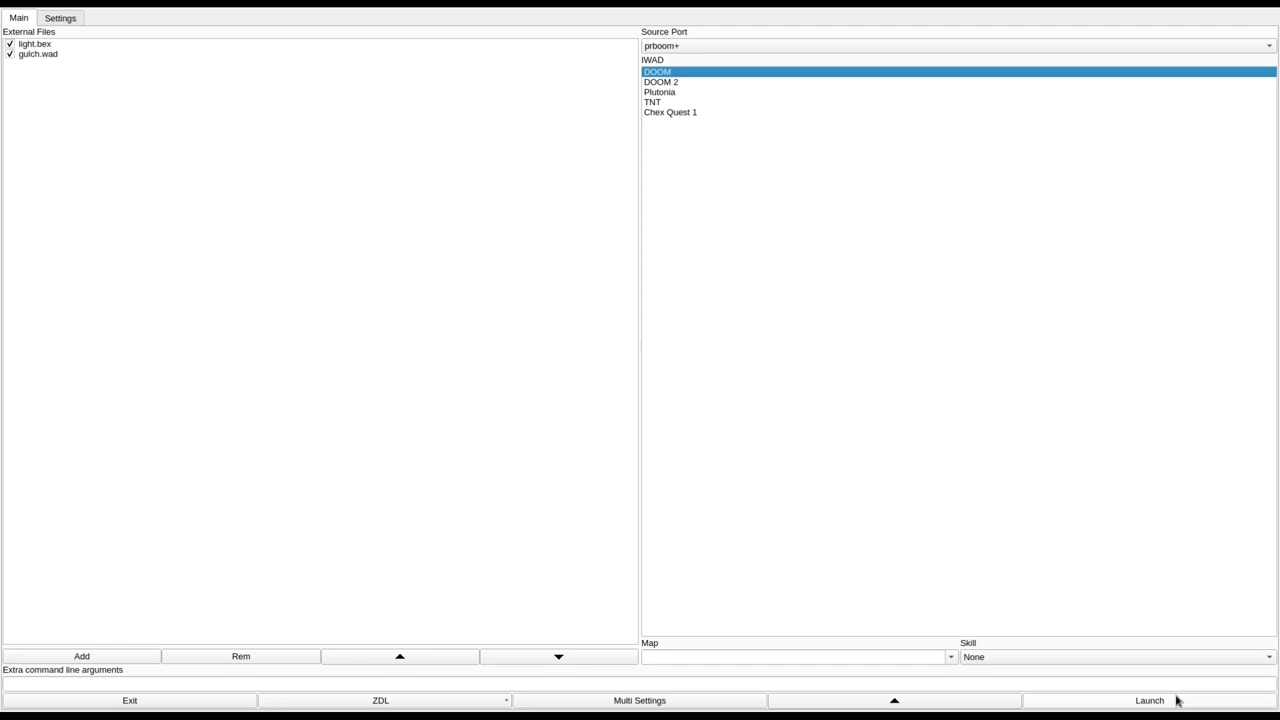 Main Settings
External Files
light.bex
gulch.wad
Source Port
prboom+
IWAD
DOOM
DOOM 2
Plutonia
TNT
Chex Quest 1
Add Rem
Map Skill
None
Extra command line arguments
Exit ZDL Multi Settings Launch